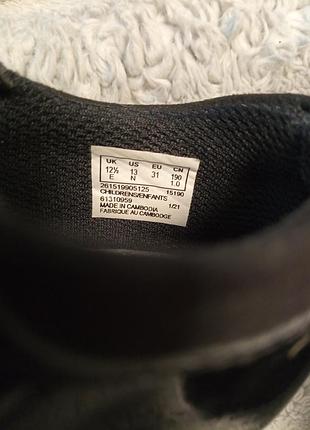 UK US EU CN
12½ 13 31 190
E N 1.0
261519905125 15190
CHILDRENS/ENFANTS
61310959
MADE IN CAMBODIA 1/21
FABRIQUE AU CAMBODGE